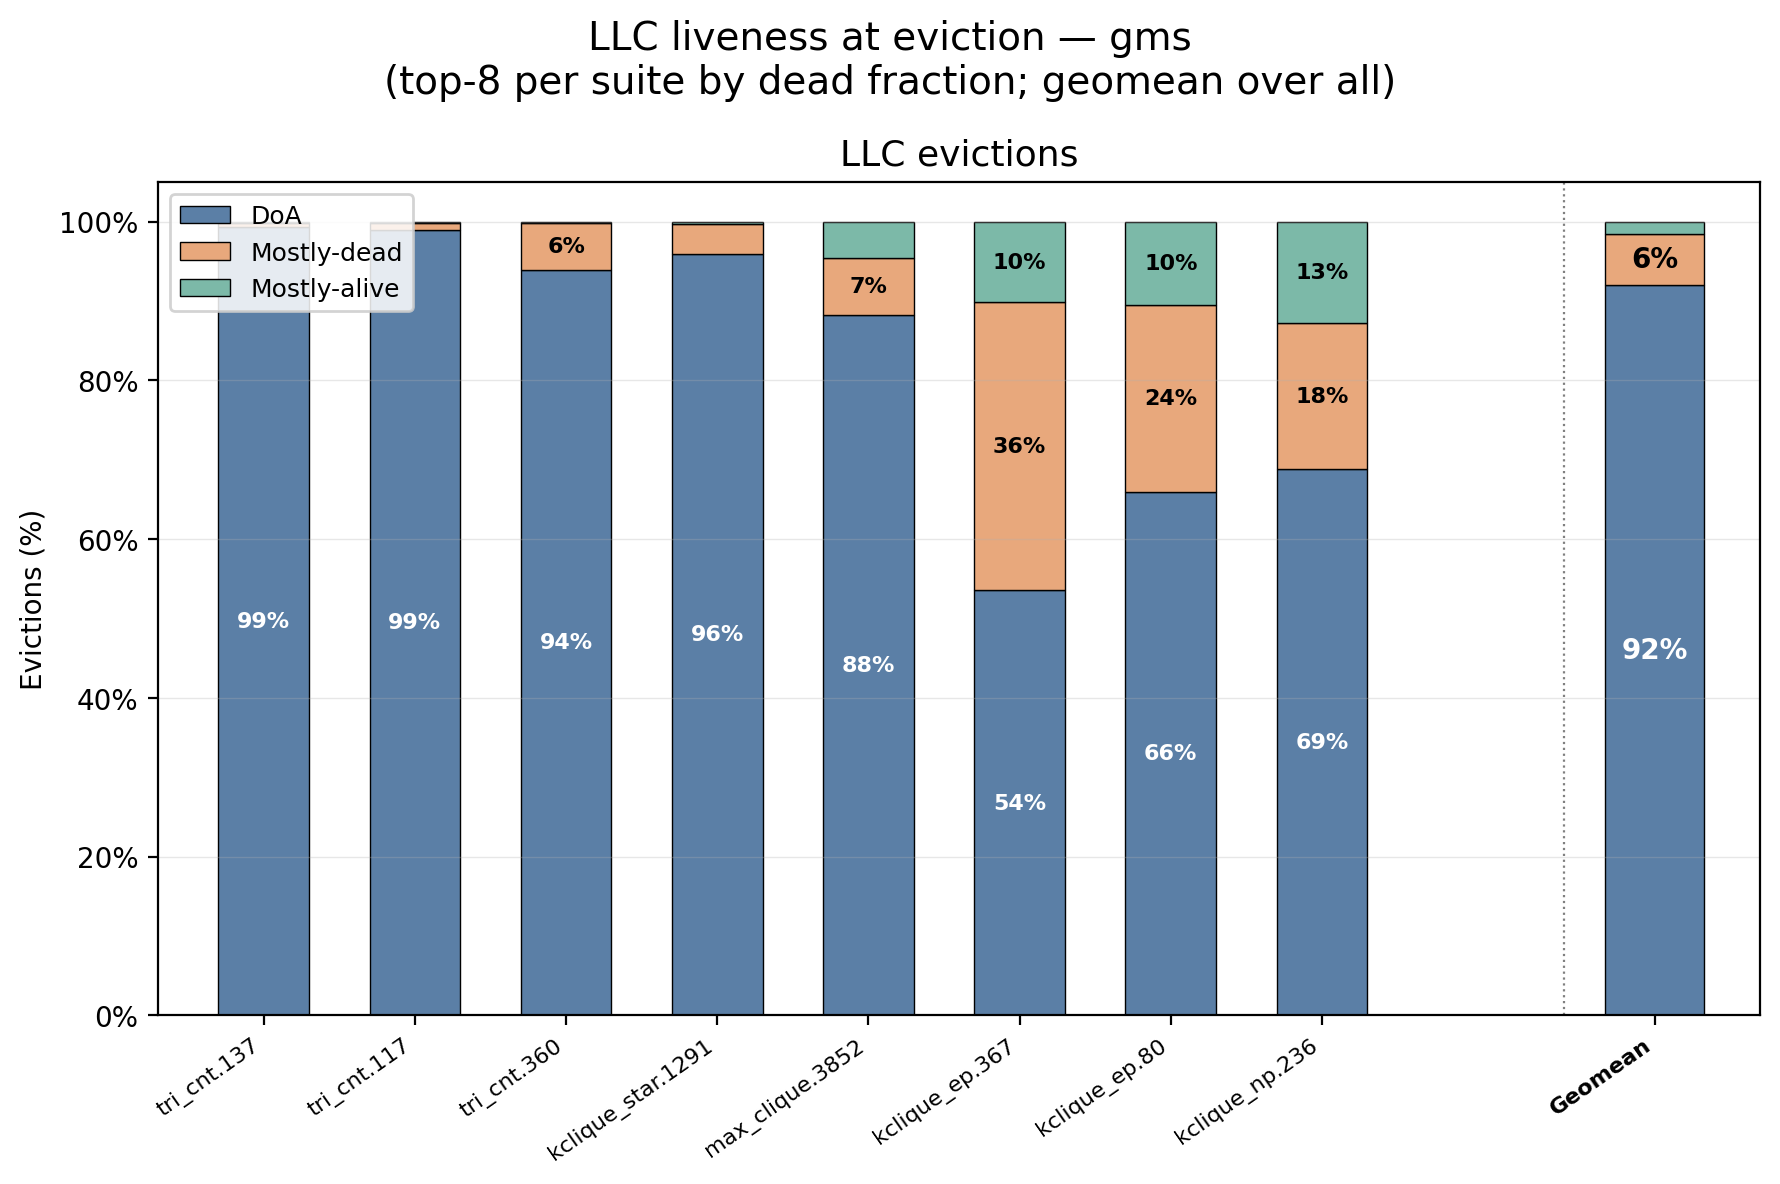 LLC liveness at eviction — gms
(top-8 per suite by dead fraction; geomean over all)
LLC evictions
DoA
Mostly-dead
Mostly-alive
Evictions (%)
100%
80%
60%
40%
20%
0%
99%
99%
6%
94%
96%
7%
88%
10%
36%
54%
10%
24%
66%
13%
18%
69%
6%
92%
tri_cnt.137
tri_cnt.117
tri_cnt.360
kclique_star.1291
max_clique.3852
kclique_ep.367
kclique_ep.80
kclique_np.236
Geomean